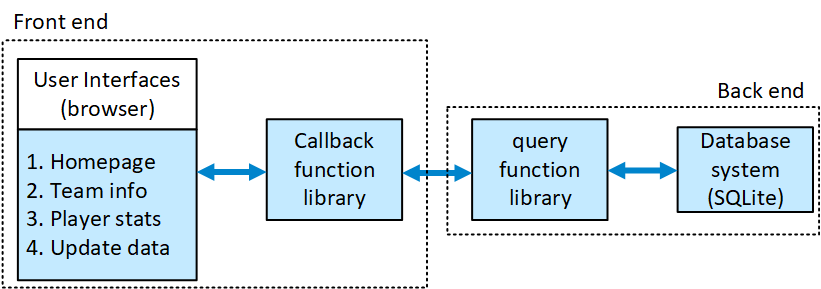 Front end
User Interfaces
(browser)
1. Homepage
2. Team info
3. Player stats
4. Update data
Callback
function
library
Back end
query
function
library
Database
system
(SQLite)